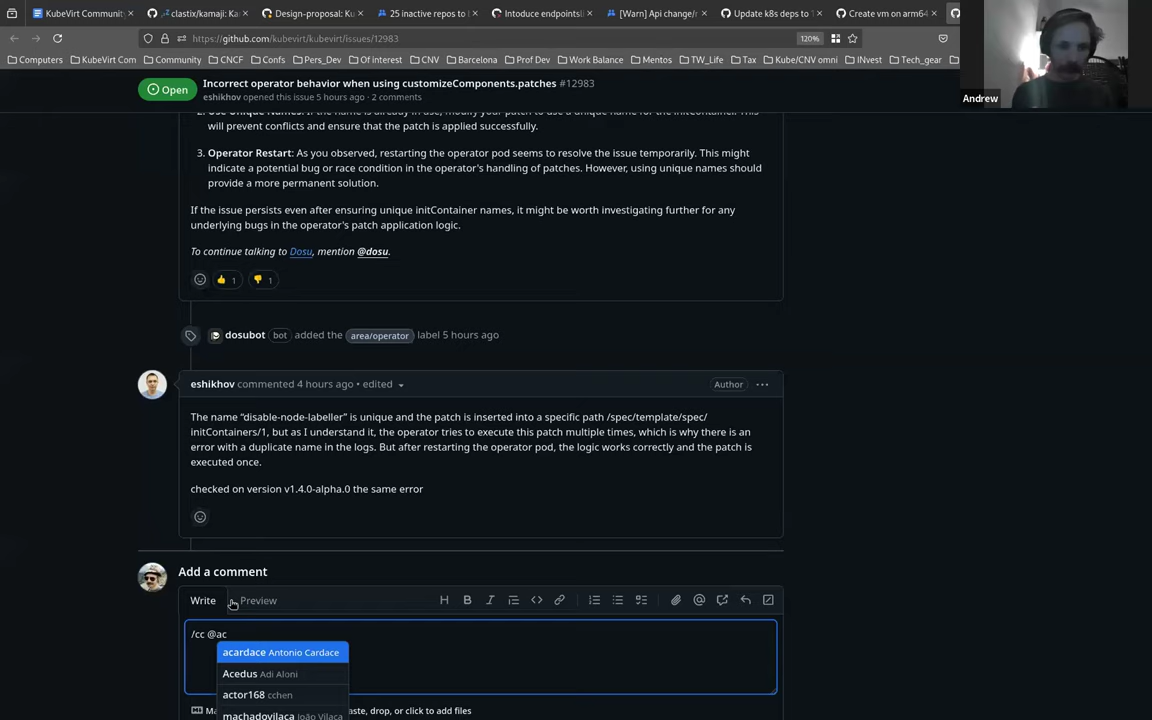 KubeVirt Community
clastix/kamaji: Ka
Design-proposal: Ku
25 inactive repos to
Intoduce endpointsl
[Warn] Api change/r
Update k8s deps to 1
Create vm on arm64
https://github.com/kubevirt/kubevirt/issues/12983
120%
Computers KubeVirt Com Community CNCF Confs Pers_Dev Of interest CNV Barcelona Prof Dev Work Balance Mentos TW_Life Tax Kube/CNV omni INvest Tech_gear
Andrew
Open
Incorrect operator behavior when using customizeComponents.patches #12983
eshikhov opened this issue 5 hours ago · 2 comments
will prevent conflicts and ensure that the patch is applied successfully.
3. Operator Restart: As you observed, restarting the operator pod seems to resolve the issue temporarily. This might
indicate a potential bug or race condition in the operator's handling of patches. However, using unique names should
provide a more permanent solution.
If the issue persists even after ensuring unique initContainer names, it might be worth investigating further for any
underlying bugs in the operator's patch application logic.
To continue talking to Dosu, mention @dosu.
1 1
dosubot bot added the area/operator label 5 hours ago
eshikhov commented 4 hours ago • edited
Author
The name “disable-node-labeller” is unique and the patch is inserted into a specific path /spec/template/spec/
initContainers/1, but as I understand it, the operator tries to execute this patch multiple times, which is why there is an
error with a duplicate name in the logs. But after restarting the operator pod, the logic works correctly and the patch is
executed once.
checked on version v1.4.0-alpha.0 the same error
Add a comment
Write Preview
/cc @ac
acardace Antonio Cardace
Acedus Adi Aloni
actor168 cchen
machadovilaca João Vilaça
drop, or click to add files